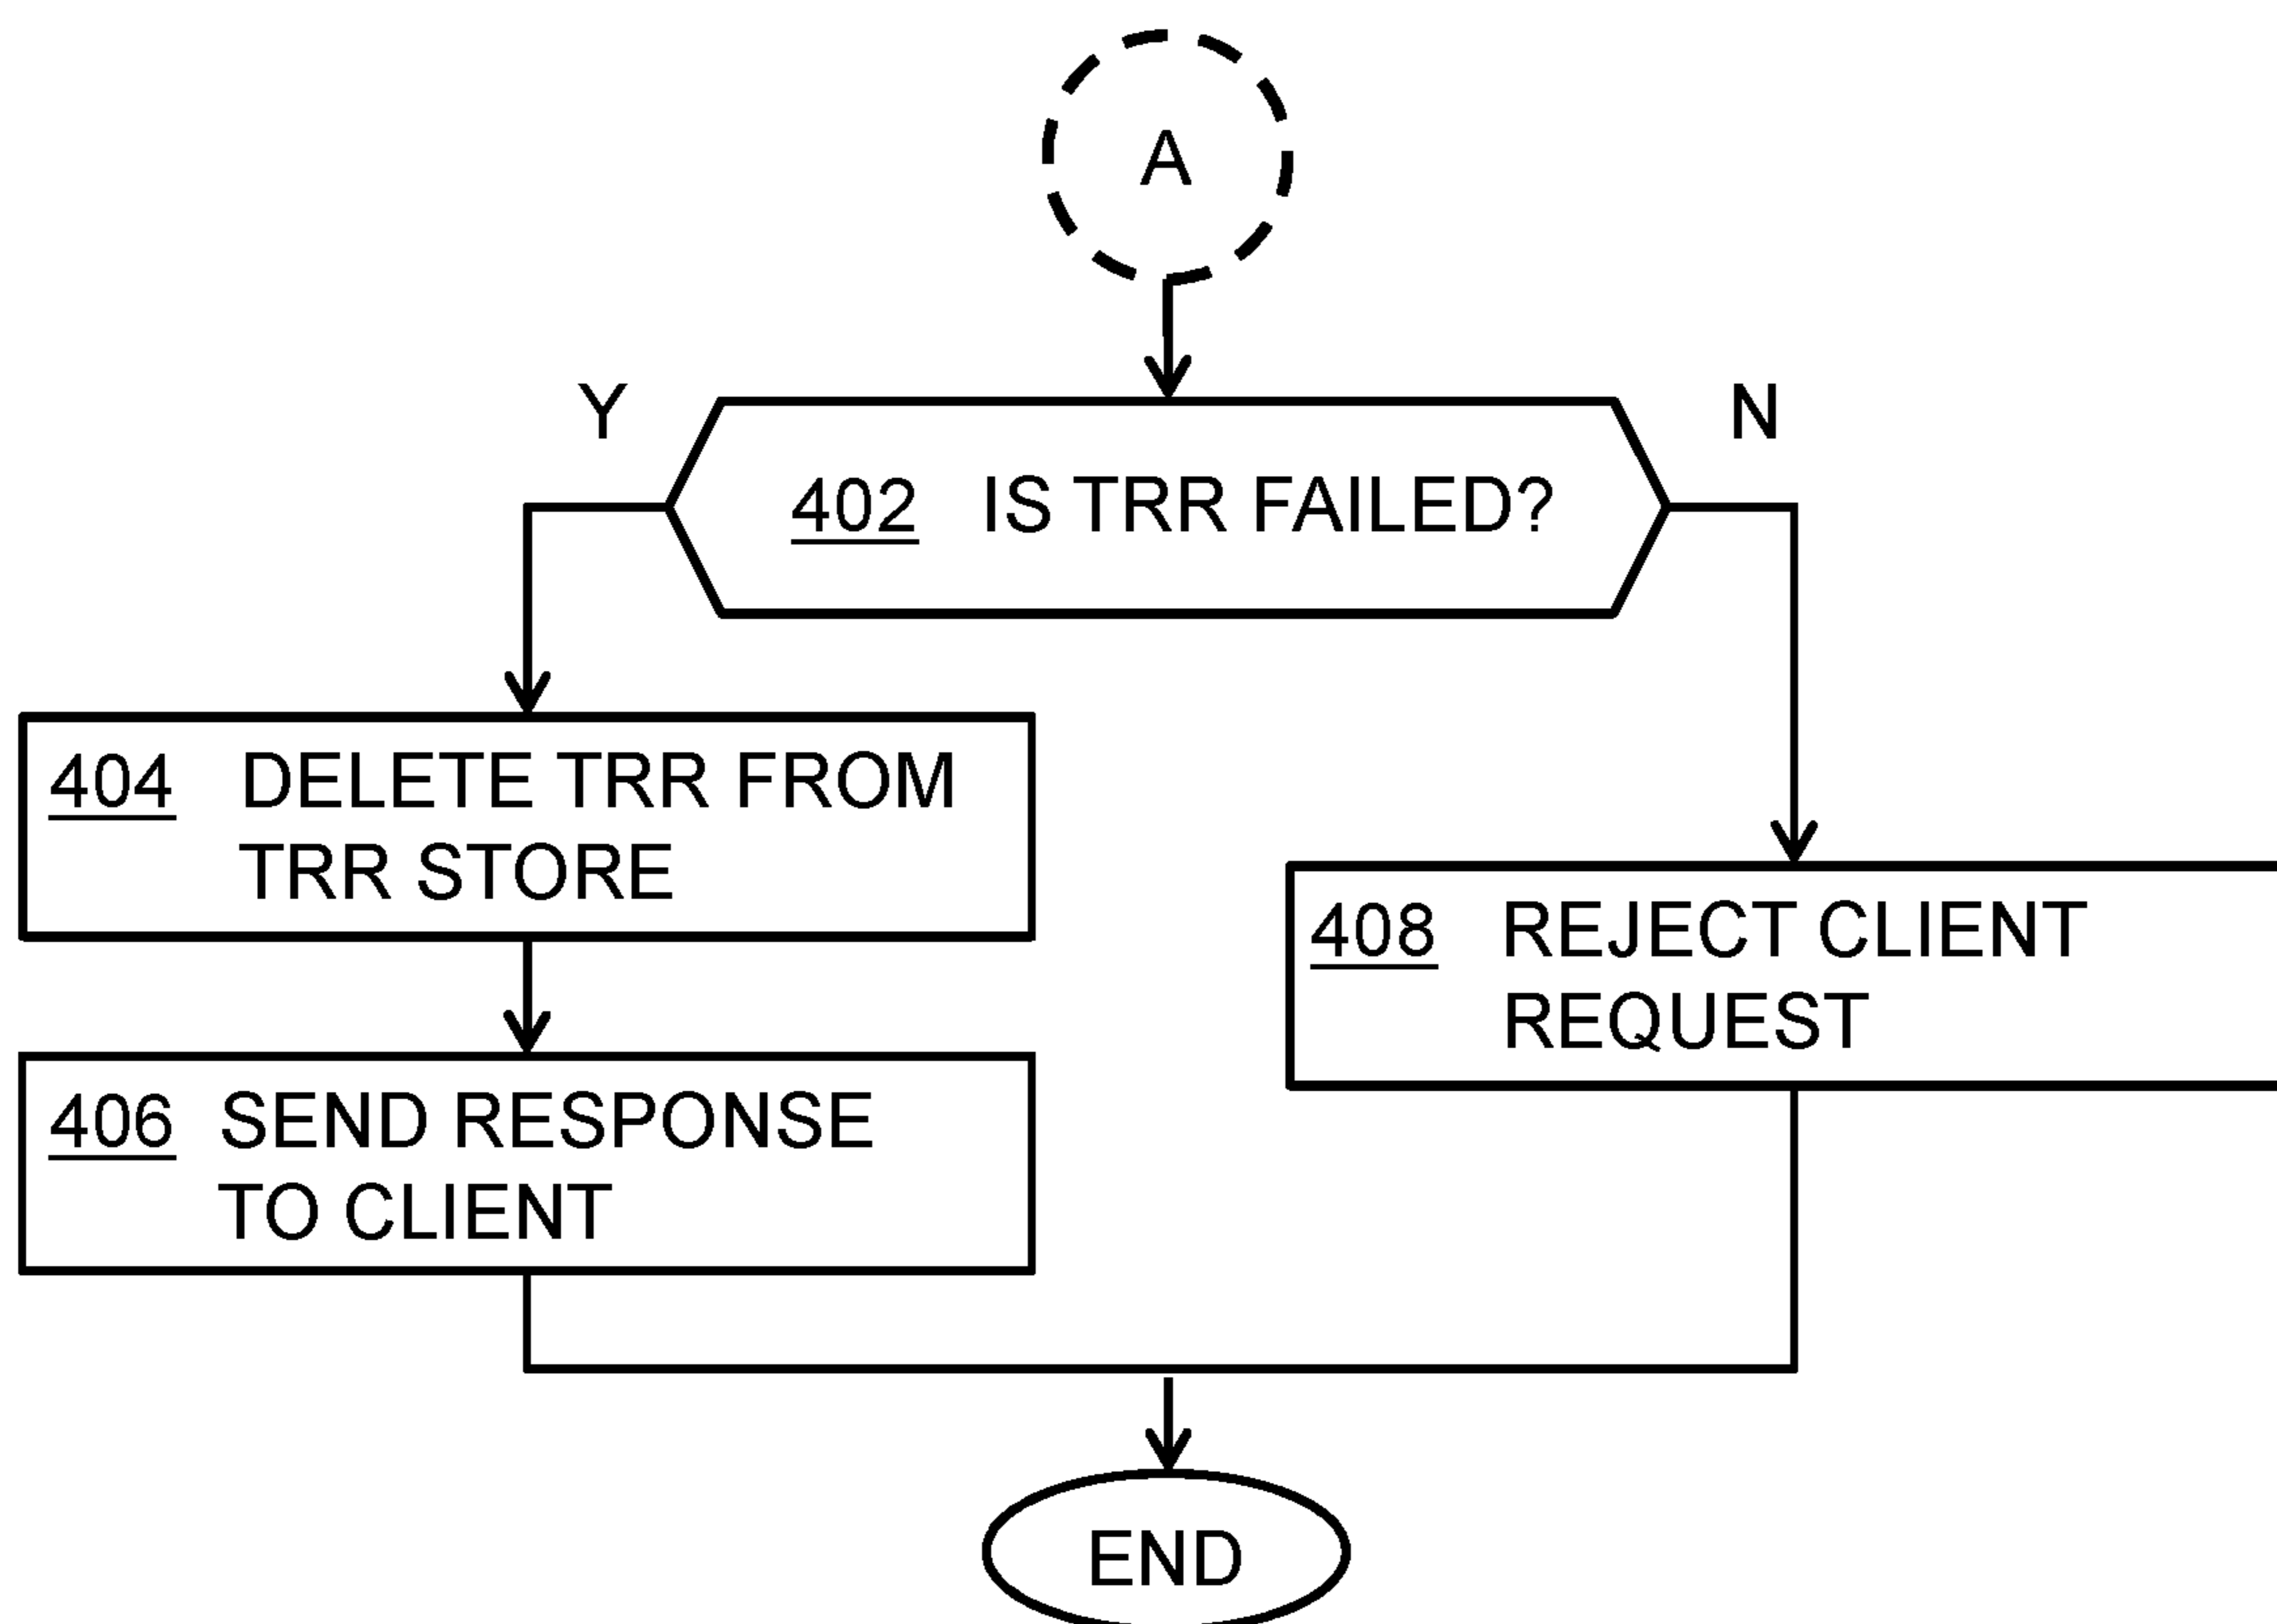 A
Y
N
402 IS TRR FAILED?
404 DELETE TRR FROM
TRR STORE
408 REJECT CLIENT
REQUEST
406 SEND RESPONSE
TO CLIENT
END